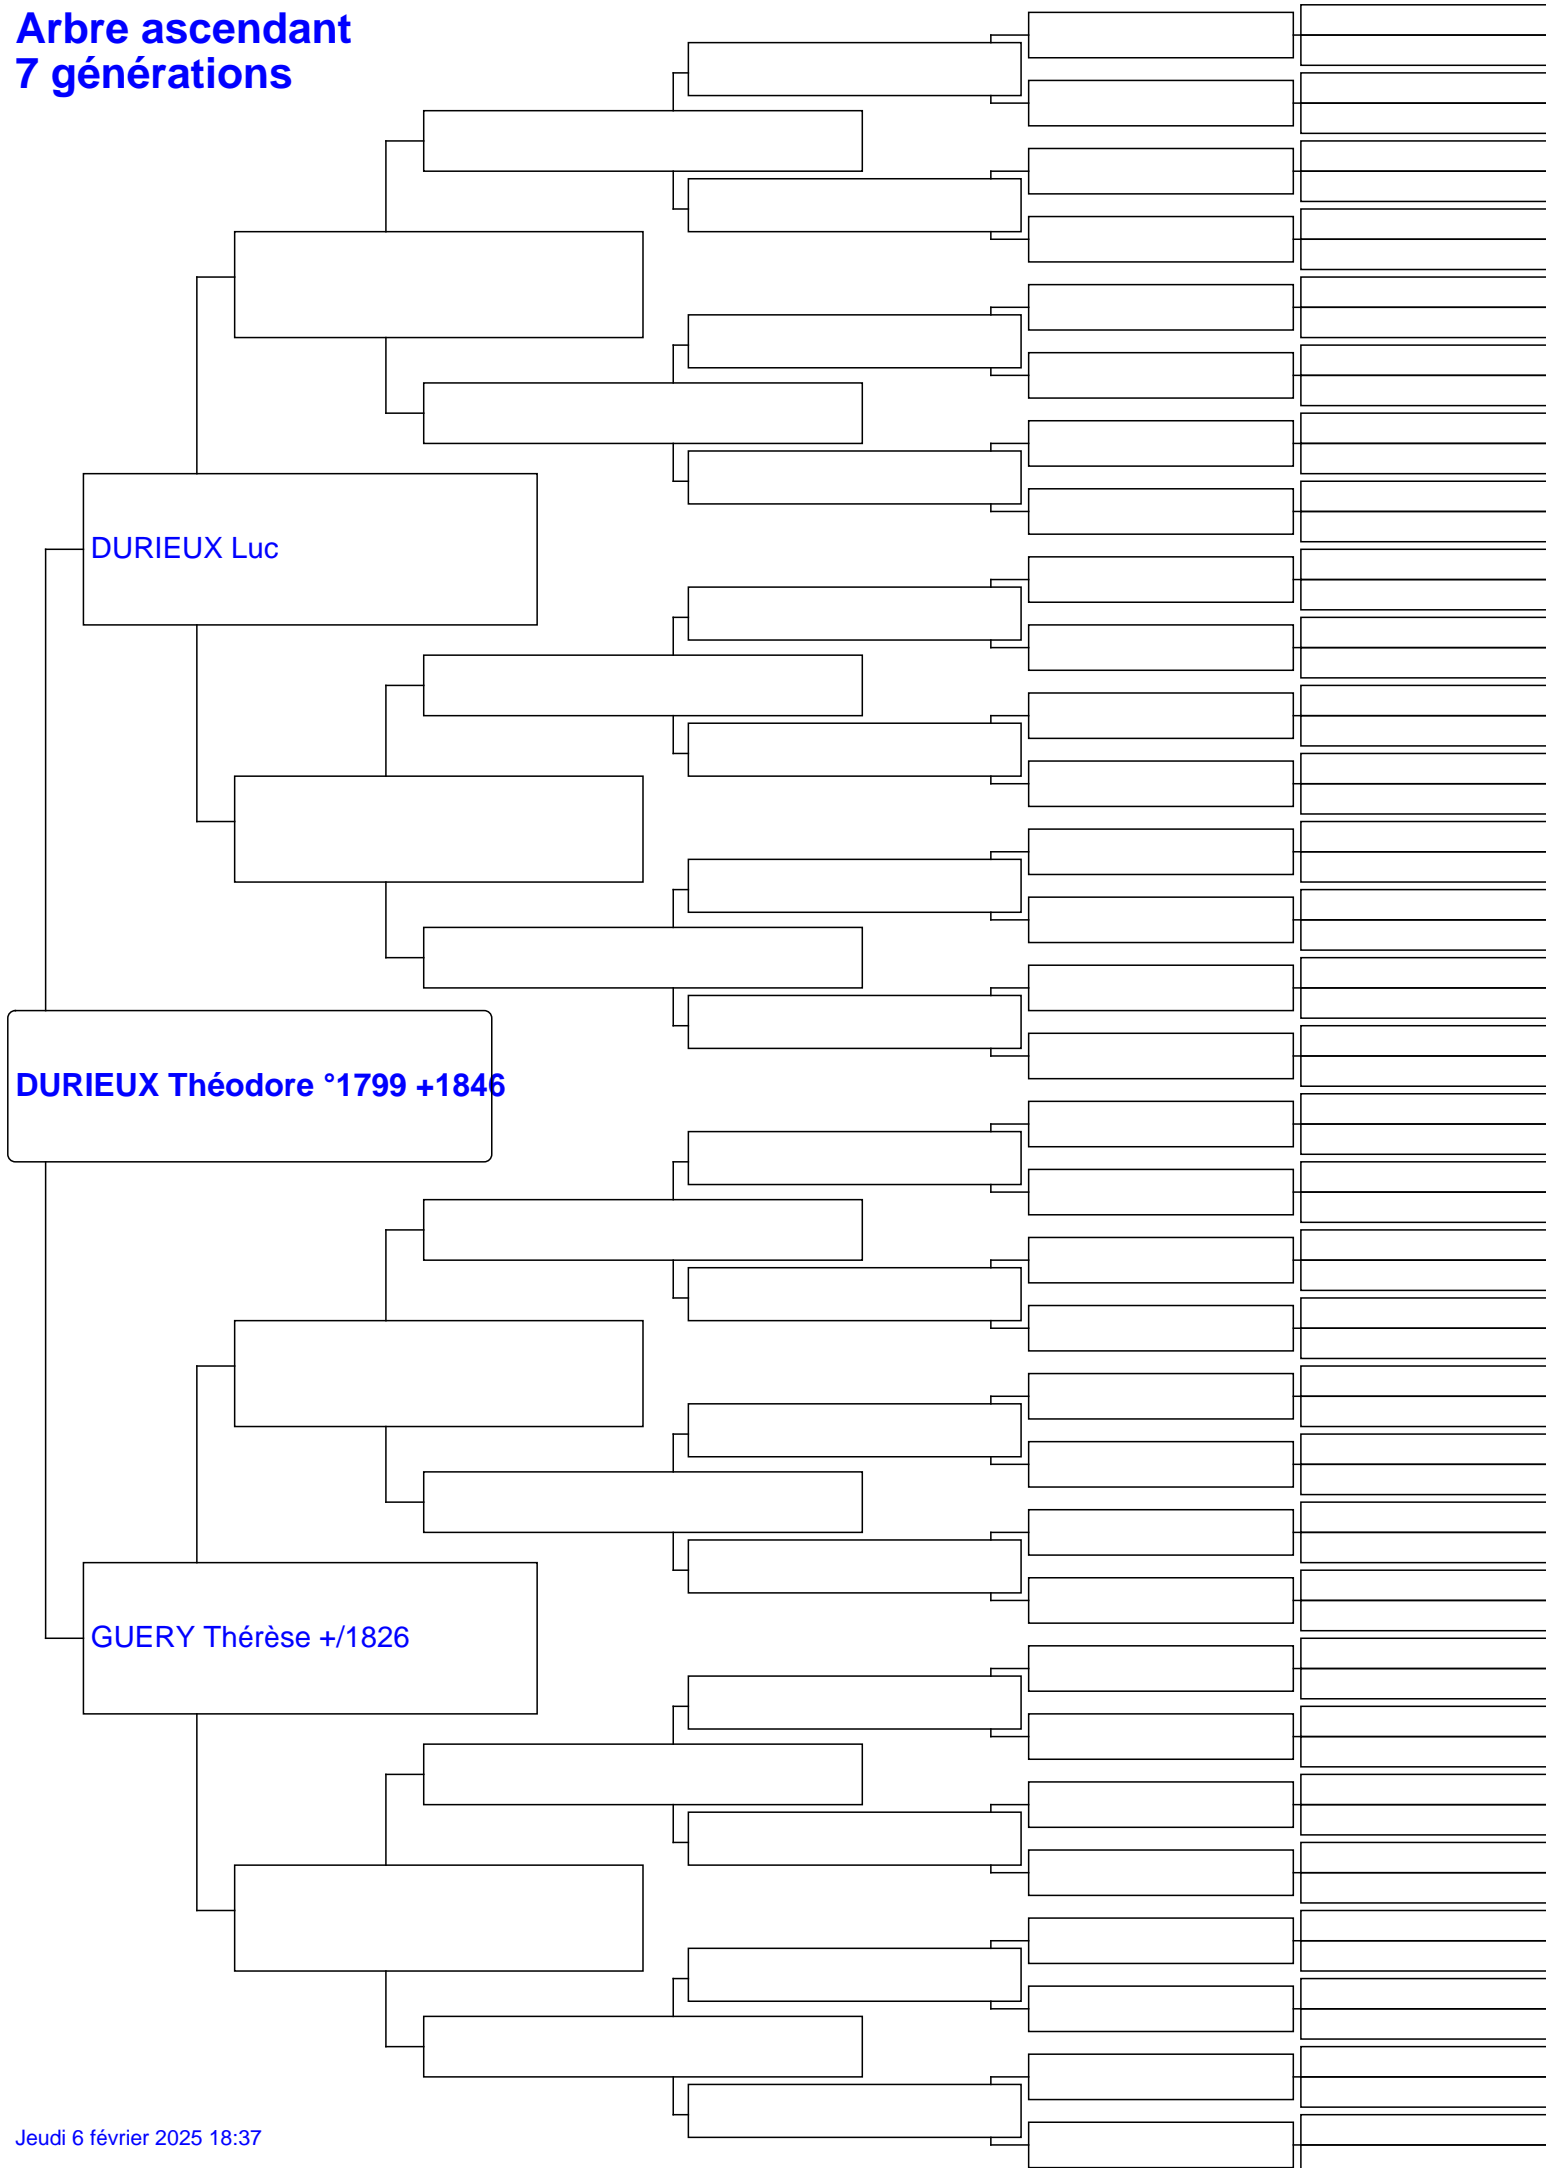 Arbre ascendant
7 générations
DURIEUX Luc
DURIEUX Théodore °1799 +1846
GUERY Thérèse +/1826
Jeudi 6 février 2025 18:37